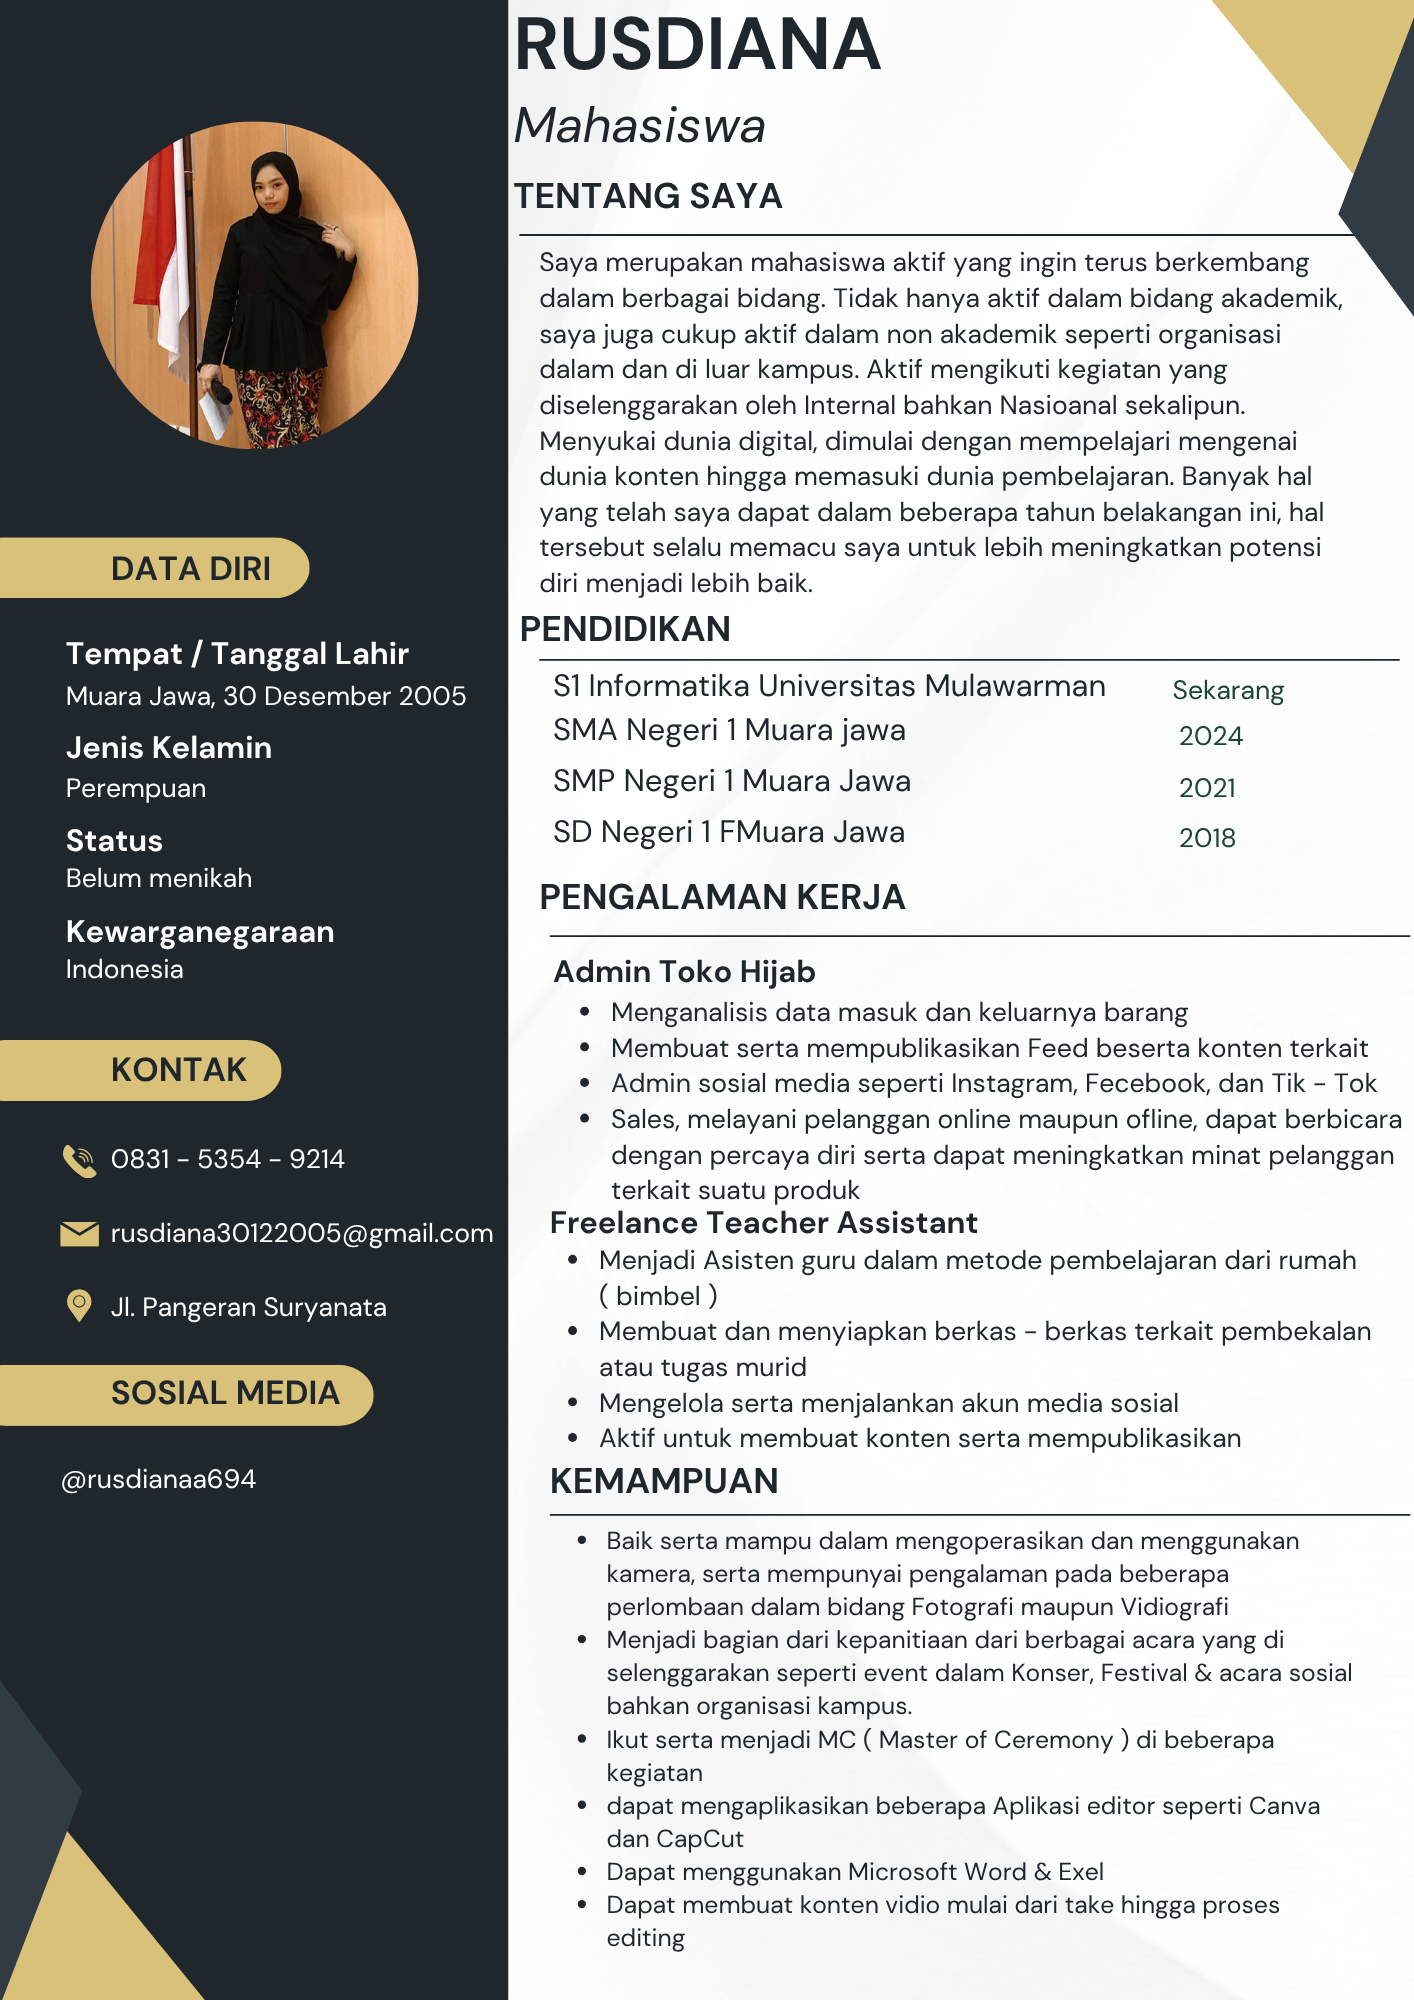 RUSDIANA
Mahasiswa
TENTANG SAYA
Saya merupakan mahasiswa aktif yang ingin terus berkembang
dalam berbagai bidang. Tidak hanya aktif dalam bidang akademik,
saya juga cukup aktif dalam non akademik seperti organisasi
dalam dan di luar kampus. Aktif mengikuti kegiatan yang
diselenggarakan oleh Internal bahkan Nasioanal sekalipun.
Menyukai dunia digital, dimulai dengan mempelajari mengenai
dunia konten hingga memasuki dunia pembelajaran. Banyak hal
yang telah saya dapat dalam beberapa tahun belakangan ini, hal
tersebut selalu memacu saya untuk lebih meningkatkan potensi
diri menjadi lebih baik.
PENDIDIKAN
S1 Informatika Universitas Mulawarman Sekarang
SMA Negeri 1 Muara jawa 2024
SMP Negeri 1 Muara Jawa 2021
SD Negeri 1 FMuara Jawa 2018
PENGALAMAN KERJA
Admin Toko Hijab
• Menganalisis data masuk dan keluarnya barang
• Membuat serta mempublikasikan Feed beserta konten terkait
• Admin sosial media seperti Instagram, Fecebook, dan Tik - Tok
• Sales, melayani pelanggan online maupun ofline, dapat berbicara
dengan percaya diri serta dapat meningkatkan minat pelanggan
terkait suatu produk
Freelance Teacher Assistant
• Menjadi Asisten guru dalam metode pembelajaran dari rumah
( bimbel )
• Membuat dan menyiapkan berkas - berkas terkait pembekalan
atau tugas murid
• Mengelola serta menjalankan akun media sosial
• Aktif untuk membuat konten serta mempublikasikan
KEMAMPUAN
• Baik serta mampu dalam mengoperasikan dan menggunakan
kamera, serta mempunyai pengalaman pada beberapa
perlombaan dalam bidang Fotografi maupun Vidiografi
• Menjadi bagian dari kepanitiaan dari berbagai acara yang di
selenggarakan seperti event dalam Konser, Festival & acara sosial
bahkan organisasi kampus.
• Ikut serta menjadi MC ( Master of Ceremony ) di beberapa
kegiatan
• dapat mengaplikasikan beberapa Aplikasi editor seperti Canva
dan CapCut
• Dapat menggunakan Microsoft Word & Exel
• Dapat membuat konten vidio mulai dari take hingga proses
editing
DATA DIRI
Tempat / Tanggal Lahir
Muara Jawa, 30 Desember 2005
Jenis Kelamin
Perempuan
Status
Belum menikah
Kewarganegaraan
Indonesia
KONTAK
0831 - 5354 - 9214
rusdiana30122005@gmail.com
Jl. Pangeran Suryanata
SOSIAL MEDIA
@rusdianaa694